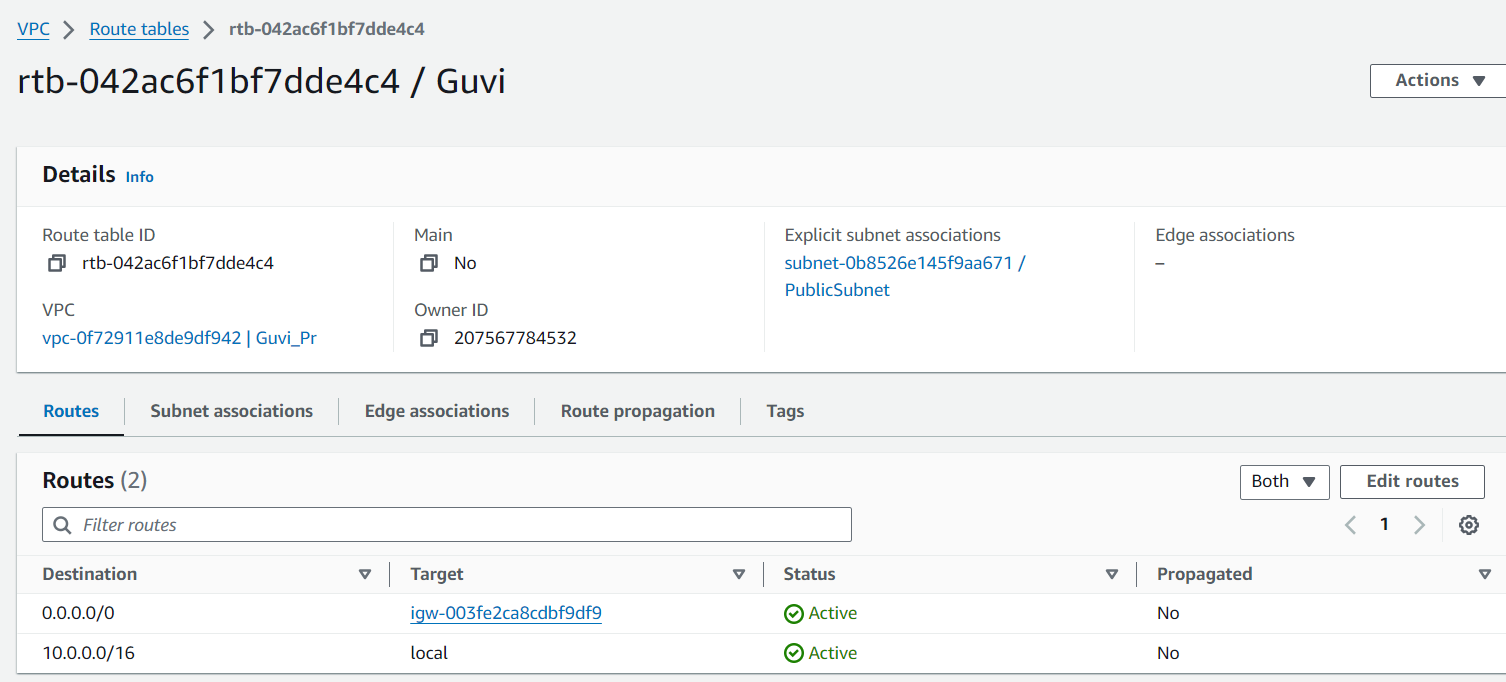 VPC > Route tables > rtb-042ac6f1bf7dde4c4
rtb-042ac6f1bf7dde4c4 / Guvi
Actions
Details Info
Route table ID
rtb-042ac6f1bf7dde4c4
Main
No
Explicit subnet associations
subnet-0b8526e145f9aa671 /
PublicSubnet
Edge associations
–
VPC
vpc-0f72911e8de9df942 | Guvi_Pr
Owner ID
207567784532
Routes Subnet associations Edge associations Route propagation Tags
Routes (2)
Both Edit routes
Filter routes
1
Destination Target Status Propagated
0.0.0.0/0 igw-003fe2ca8cdbf9df9 Active No
10.0.0.0/16 local Active No